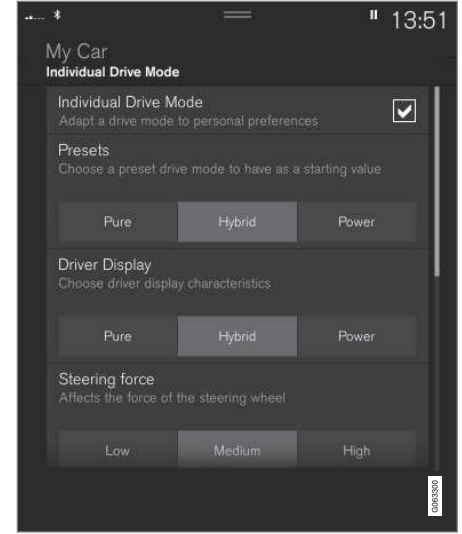 13:51
My Car
Individual Drive Mode
Individual Drive Mode
Adapt a drive mode to personal preferences
Presets
Choose a preset drive mode to have as a starting value
Pure Hybrid Power
Driver Display
Choose driver display characteristics
Pure Hybrid Power
Steering force
Affects the force of the steering wheel
Low Medium High
G063300